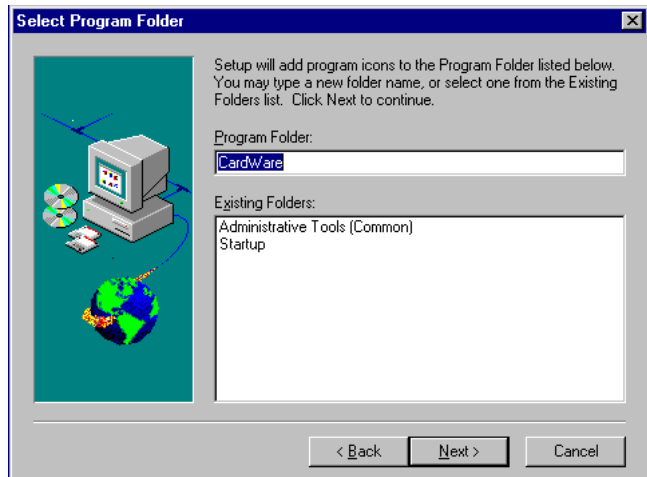 Select Program Folder
Setup will add program icons to the Program Folder listed below.
You may type a new folder name, or select one from the Existing
Folders list. Click Next to continue.
Program Folder:
CardWare
Existing Folders:
Administrative Tools (Common)
Startup
< Back Next > Cancel